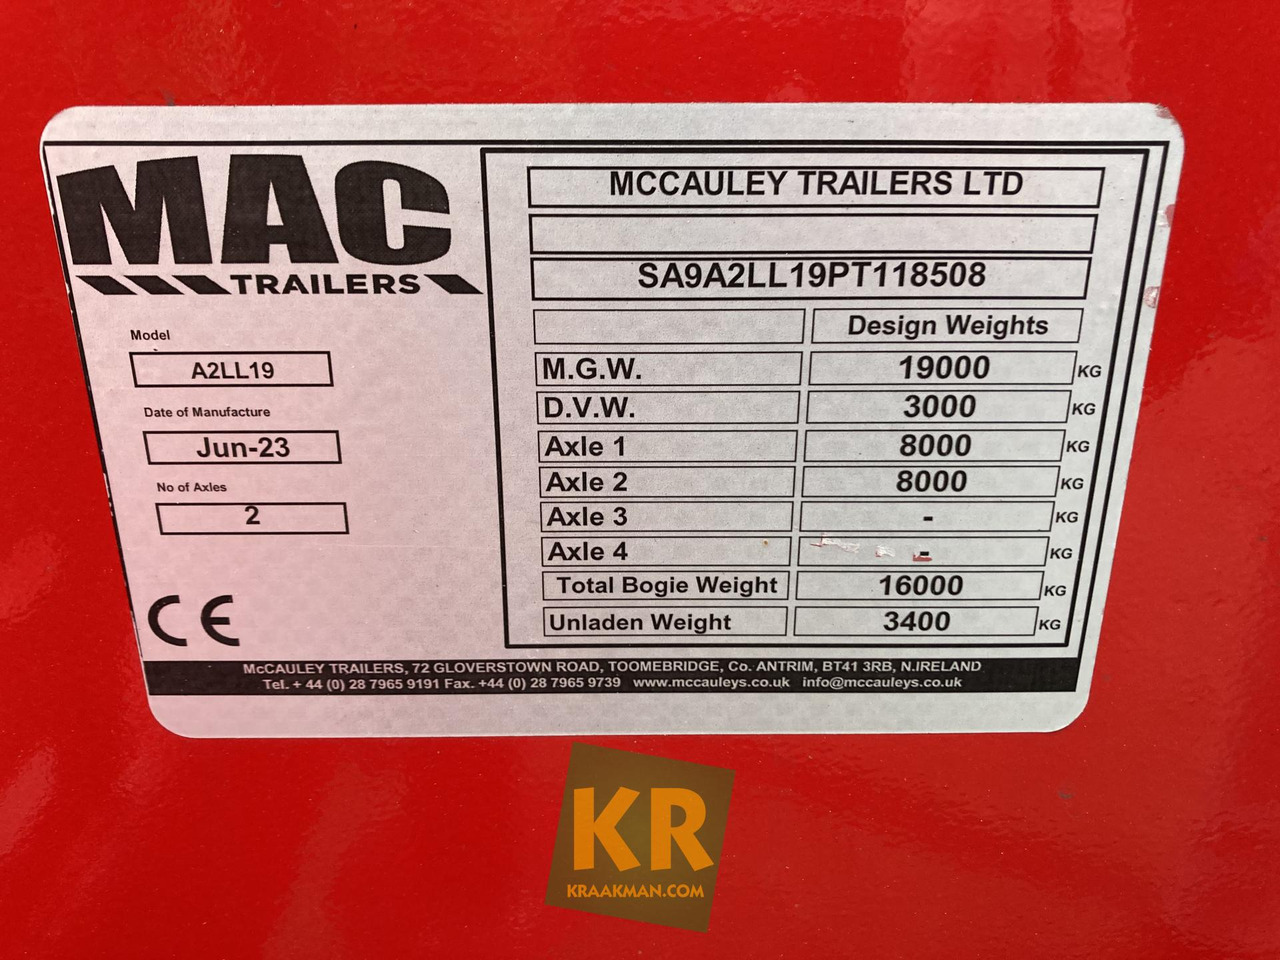 MAC
TRAILERS
Model
A2LL19
Date of Manufacture
Jun-23
No of Axles
2
CE
MCCAULEY TRAILERS LTD
SA9A2LL19PT118508
Design Weights
M.G.W. 19000 KG
D.V.W. 3000 KG
Axle 1 8000 KG
Axle 2 8000 KG
Axle 3 - KG
Axle 4 - KG
Total Bogie Weight 16000 KG
Unladen Weight 3400 KG
McCAULEY TRAILERS, 72 GLOVERSTOWN ROAD, TOOMEBRIDGE, Co. ANTRIM, BT41 3RB, N.IRELAND
Tel. + 44 (0) 28 7965 9191 Fax. +44 (0) 28 7965 9739 www.mccauleys.co.uk info@mccauleys.co.uk
KR
KRAAKMAN.COM